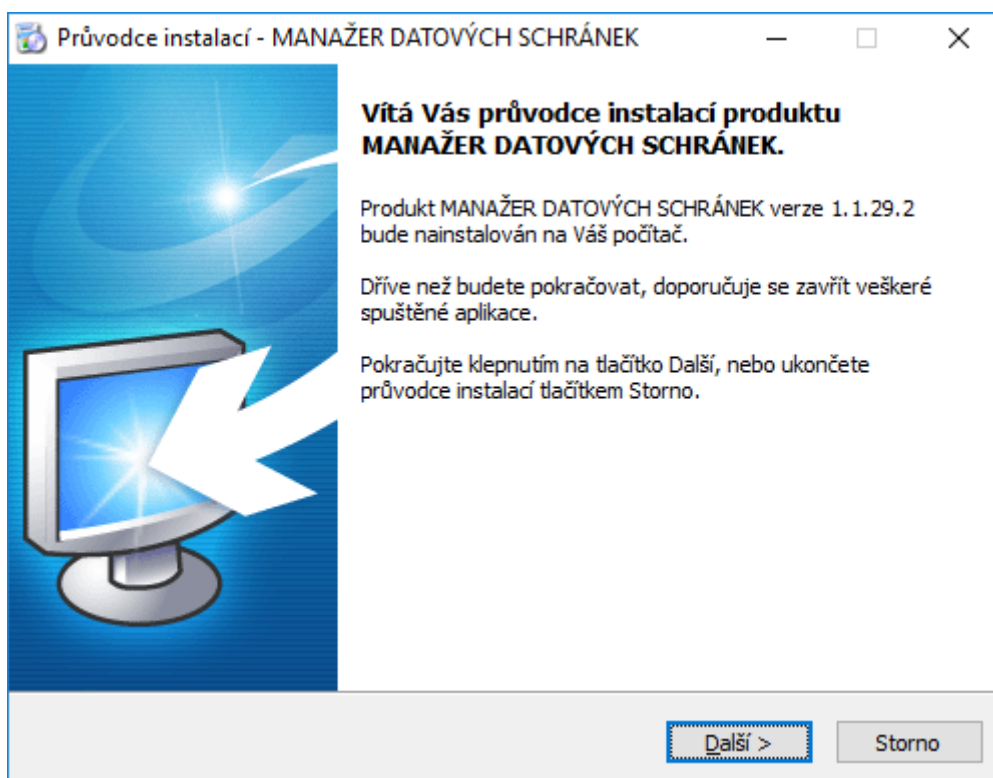 Průvodce instalací - MANAŽER DATOVÝCH SCHRÁNEK
Vítá Vás průvodce instalací produktu
MANAŽER DATOVÝCH SCHRÁNEK.
Produkt MANAŽER DATOVÝCH SCHRÁNEK verze 1.1.29.2
bude nainstalován na Váš počítač.
Dříve než budete pokračovat, doporučuje se zavřít veškeré
spuštěné aplikace.
Pokračujte klepnutím na tlačítko Další, nebo ukončete
průvodce instalací tlačítkem Storno.
Další >
Storno